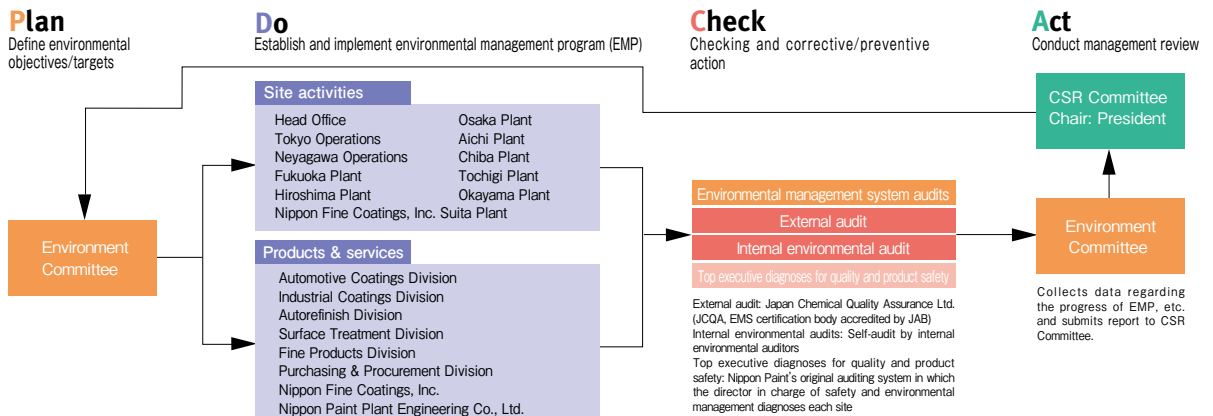 Plan
Define environmental
objectives/targets
Do
Establish and implement environmental management program (EMP)
Check
Checking and corrective/preventive
action
Act
Conduct management review
Environment
Committee
Site activities
Head Office
Tokyo Operations
Neyagawa Operations
Fukuoka Plant
Hiroshima Plant
Osaka Plant
Aichi Plant
Chiba Plant
Tochigi Plant
Okayama Plant
Nippon Fine Coatings, Inc. Suita Plant
Products & services
Automotive Coatings Division
Industrial Coatings Division
Autorefinish Division
Surface Treatment Division
Fine Products Division
Purchasing & Procurement Division
Nippon Fine Coatings, Inc.
Nippon Paint Plant Engineering Co., Ltd.
Environmental management system audits
External audit
Internal environmental audit
Top executive diagnoses for quality and product safety
External audit: Japan Chemical Quality Assurance Ltd.
(JCQA, EMS certification body accredited by JAB)
Internal environmental audits: Self-audit by internal
environmental auditors
Top executive diagnoses for quality and product
safety: Nippon Paint`s original auditing system in which
the director in charge of safety and environmental
management diagnoses each site
CSR Committee
Chair: President
Environment
Committee
Collects data regarding
the progress of EMP, etc.
and submits report to CSR
Committee.